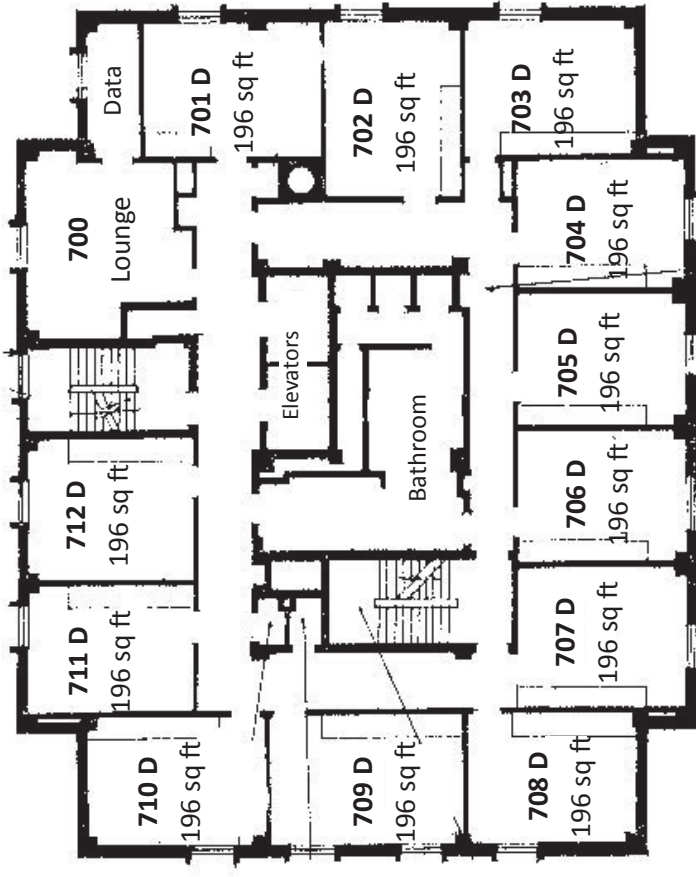 700
Lounge
Data
701 D
196 sq ft
702 D
196 sq ft
703 D
196 sq ft
704 D
196 sq ft
705 D
196 sq ft
706 D
196 sq ft
707 D
196 sq ft
708 D
196 sq ft
709 D
196 sq ft
710 D
196 sq ft
711 D
196 sq ft
712 D
196 sq ft
Elevators
Bathroom